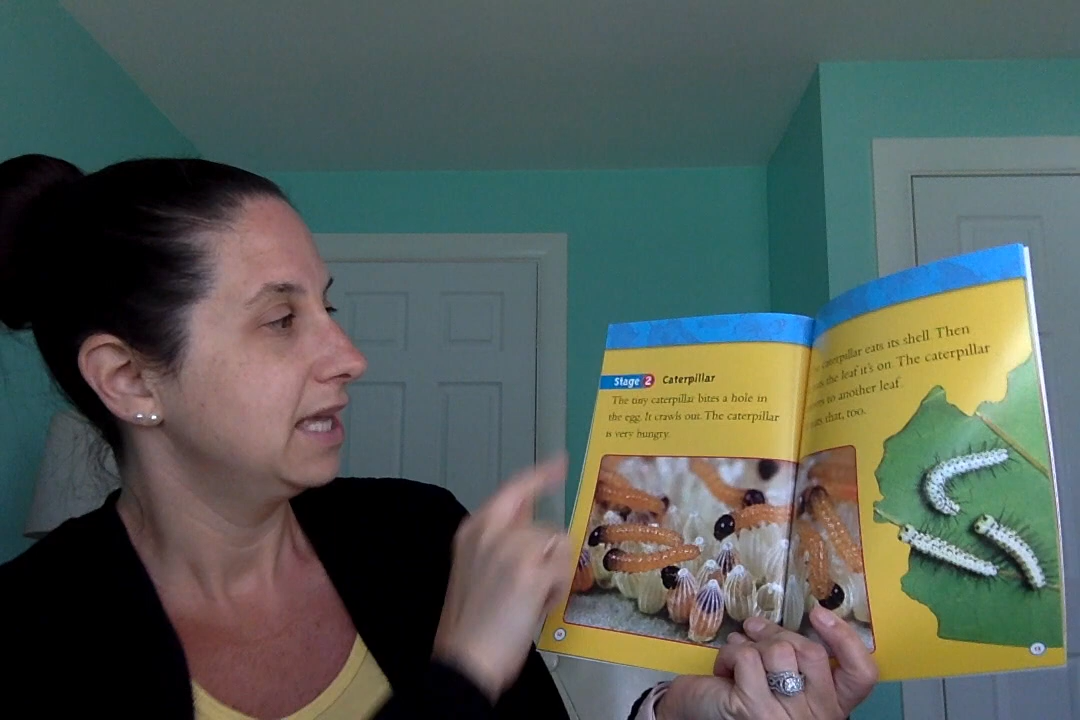 Stage 2 Caterpillar
The tiny caterpillar bites a hole in
the egg. It crawls out. The caterpillar
is very hungry.
caterpillar eats its shell. Then
the leaf it's on. The caterpillar
to another leaf.
that, too.